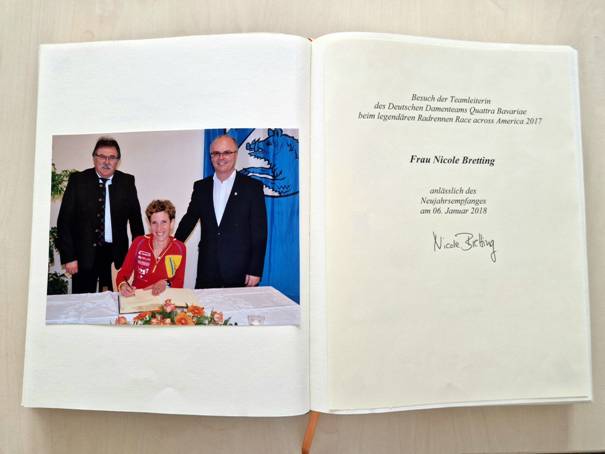 Besuch der Teamleiterin
des Deutschen Damenteams Quattra Bavariae
beim legendären Radrennen Race across America 2017
Frau Nicole Bretting
anlässlich des
Neujahrsempfanges
am 06. Januar 2018
Nicole Bretting